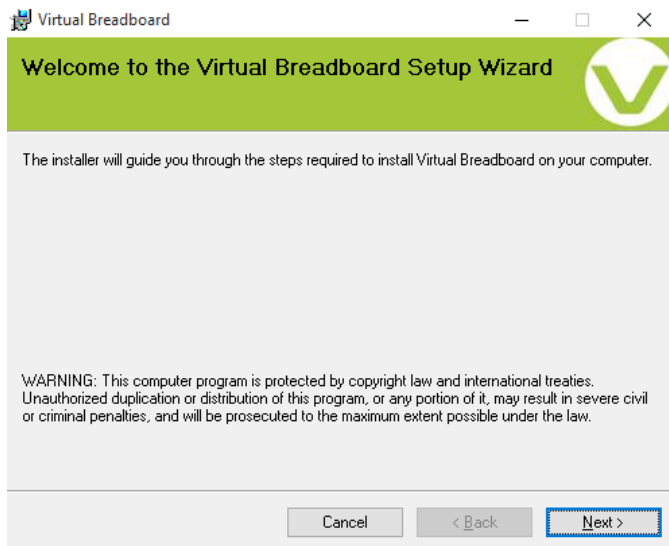 Virtual Breadboard
Welcome to the Virtual Breadboard Setup Wizard
The installer will guide you through the steps required to install Virtual Breadboard on your computer.
WARNING: This computer program is protected by copyright law and international treaties.
Unauthorized duplication or distribution of this program, or any portion of it, may result in severe civil
or criminal penalties, and will be prosecuted to the maximum extent possible under the law.
Cancel < Back Next >